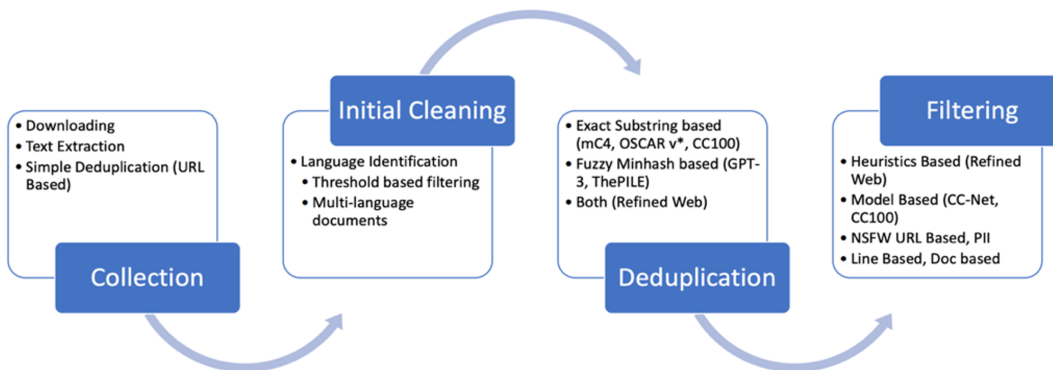 • Downloading
• Text Extraction
• Simple Deduplication (URL
Based)
Collection
Initial Cleaning
• Language Identification
• Threshold based filtering
• Multi-language
documents
• Exact Substring based
(mC4, OSCAR v*, CC100)
• Fuzzy Minhash based (GPT-
3, ThePILE)
• Both (Refined Web)
Deduplication
Filtering
• Heuristics Based (Refined
Web)
• Model Based (CC-Net,
CC100)
• NSFW URL Based, PII
• Line Based, Doc based